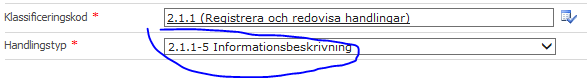 Klassificeringskod * 2.1.1 (Registrera och redovisa handlingar)
Handlingstyp * 2.1.1-5 Informationsbeskrivning